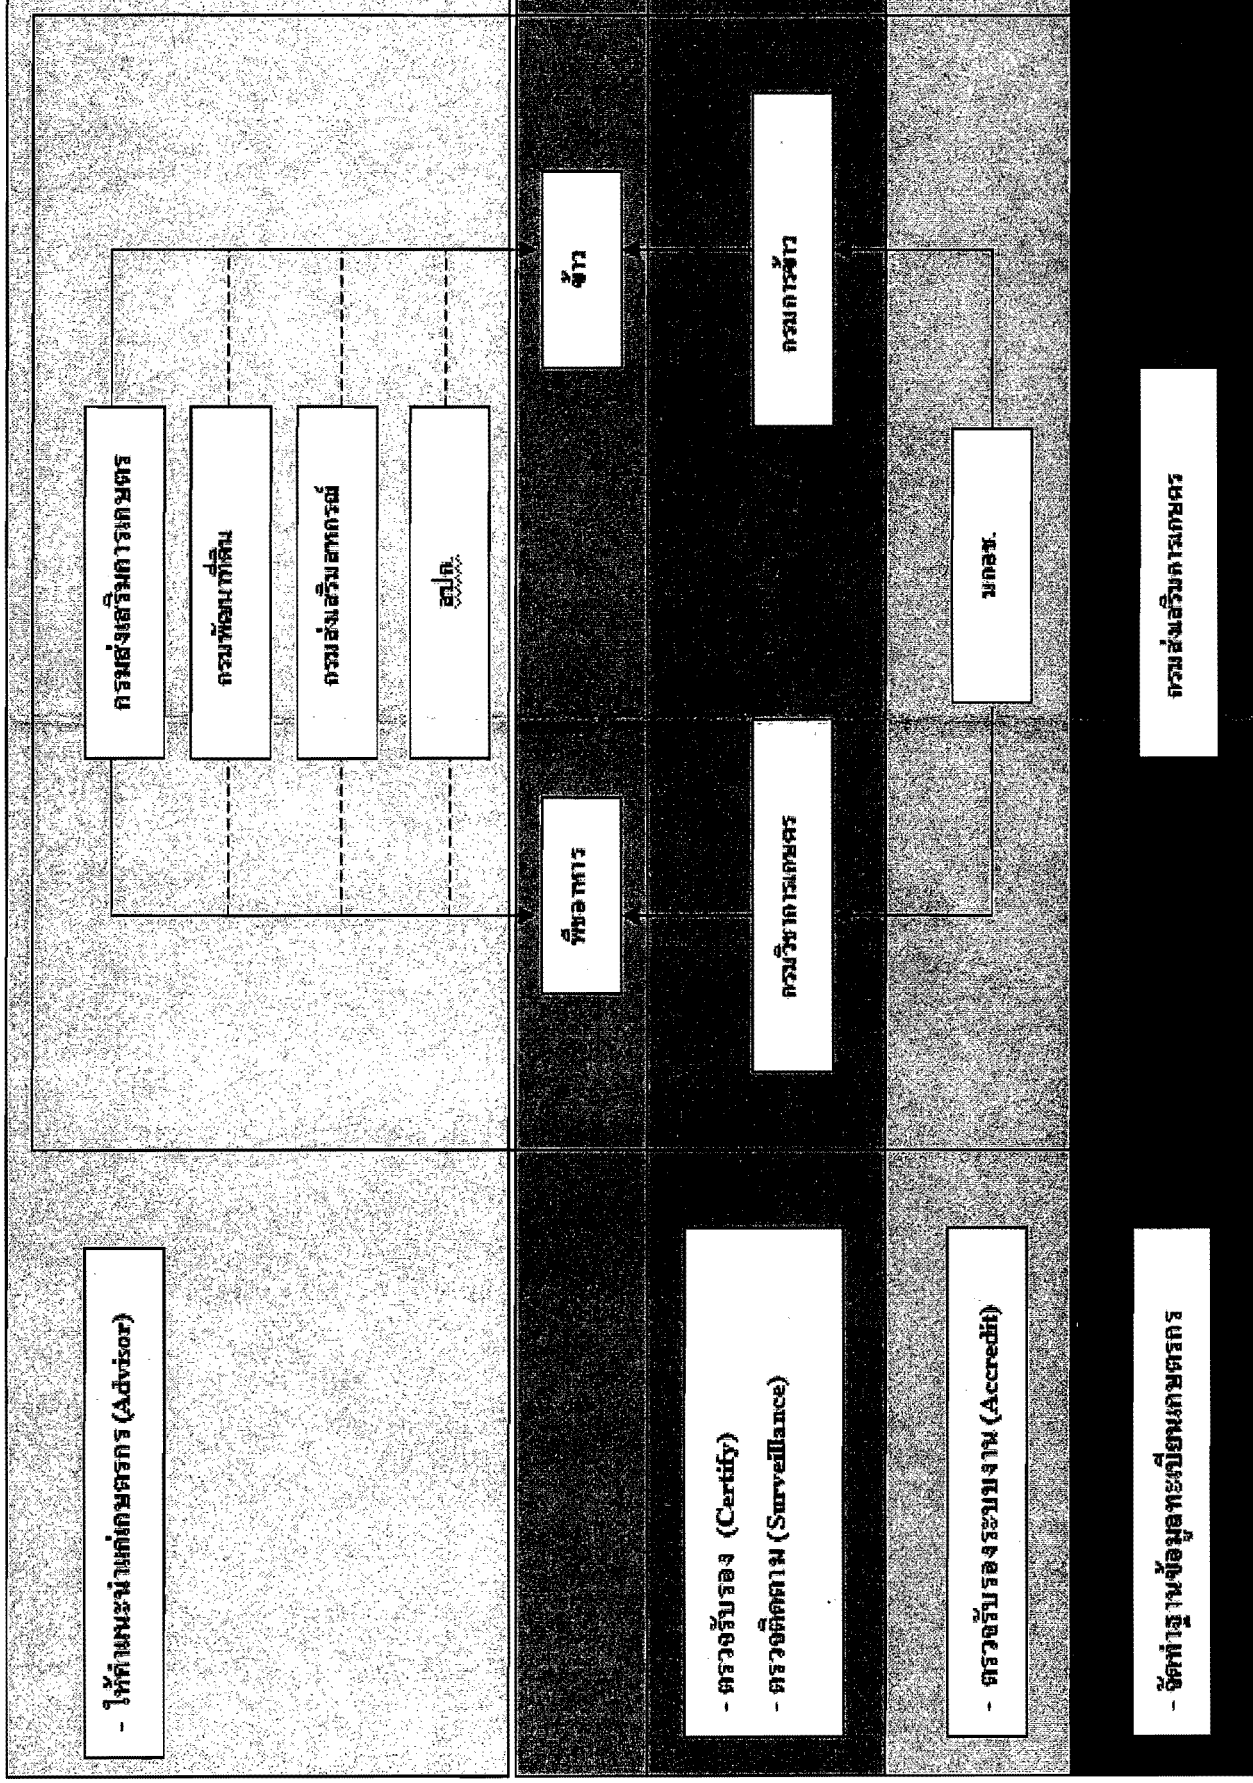 - ให้คำแนะนำแก่เกษตรกร (Advisor)
กรมส่งเสริมการเกษตร
กรมพัฒนาที่ดิน
กรมส่งเสริมสหกรณ์
อปก.
พืชอาหาร
ข้าว
- ตรวจรับรอง (Certify)
- ตรวจติดตาม (Surveillance)
กรมวิชาการเกษตร
กรมการข้าว
- ตรวจรับรองระบบงาน (Accredit)
มกอช.
- จัดทำฐานข้อมูลทะเบียนเกษตรกร
กรมส่งเสริมการเกษตร